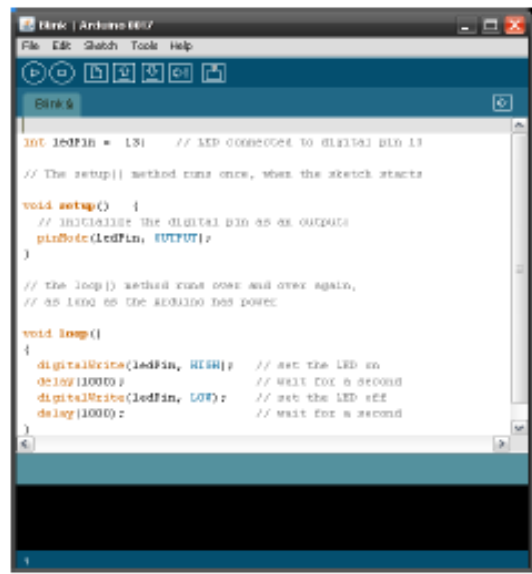 Blink | Arduino 0017
File Edit Sketch Tools Help
Blink §
int ledPin = 13; // LED connected to digital pin 13
// The setup() method runs once, when the sketch starts
void setup() {
// initialize the digital pin as an output:
pinMode(ledPin, OUTPUT);
}
// the loop() method runs over and over again,
// as long as the Arduino has power
void loop()
{
digitalWrite(ledPin, HIGH); // set the LED on
delay(1000); // wait for a second
digitalWrite(ledPin, LOW); // set the LED off
delay(1000); // wait for a second
}
1